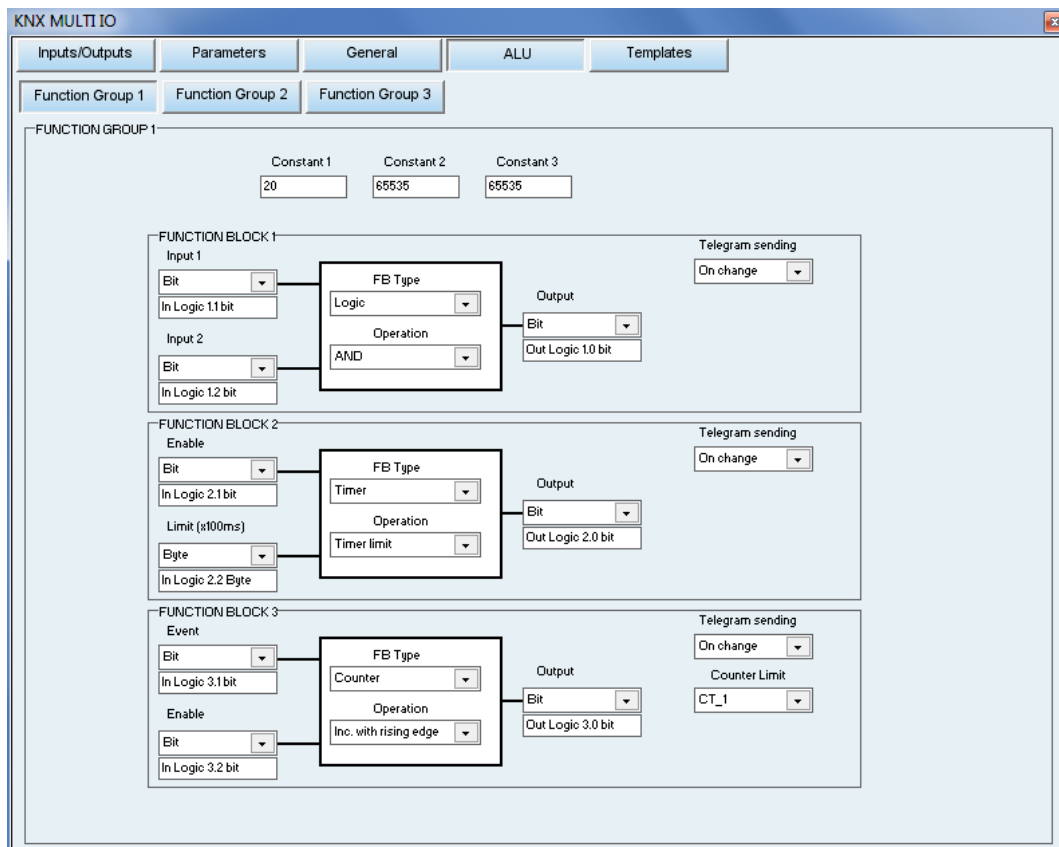 KNX MULTI IO
Inputs/Outputs Parameters General ALU Templates
Function Group 1 Function Group 2 Function Group 3
FUNCTION GROUP 1
Constant 1 Constant 2 Constant 3
20 65535 65535
FUNCTION BLOCK 1
Input 1
Bit
In Logic 1.1 bit
Input 2
Bit
In Logic 1.2 bit
FB Type
Logic
Operation
AND
Output
Bit
Out Logic 1.0 bit
Telegram sending
On change
FUNCTION BLOCK 2
Enable
Bit
In Logic 2.1 bit
Limit (x100ms)
Byte
In Logic 2.2 Byte
FB Type
Timer
Operation
Timer limit
Output
Bit
Out Logic 2.0 bit
Telegram sending
On change
FUNCTION BLOCK 3
Event
Bit
In Logic 3.1 bit
Enable
Bit
In Logic 3.2 bit
FB Type
Counter
Operation
Inc. with rising edge
Output
Bit
Out Logic 3.0 bit
Telegram sending
On change
Counter Limit
CT_1